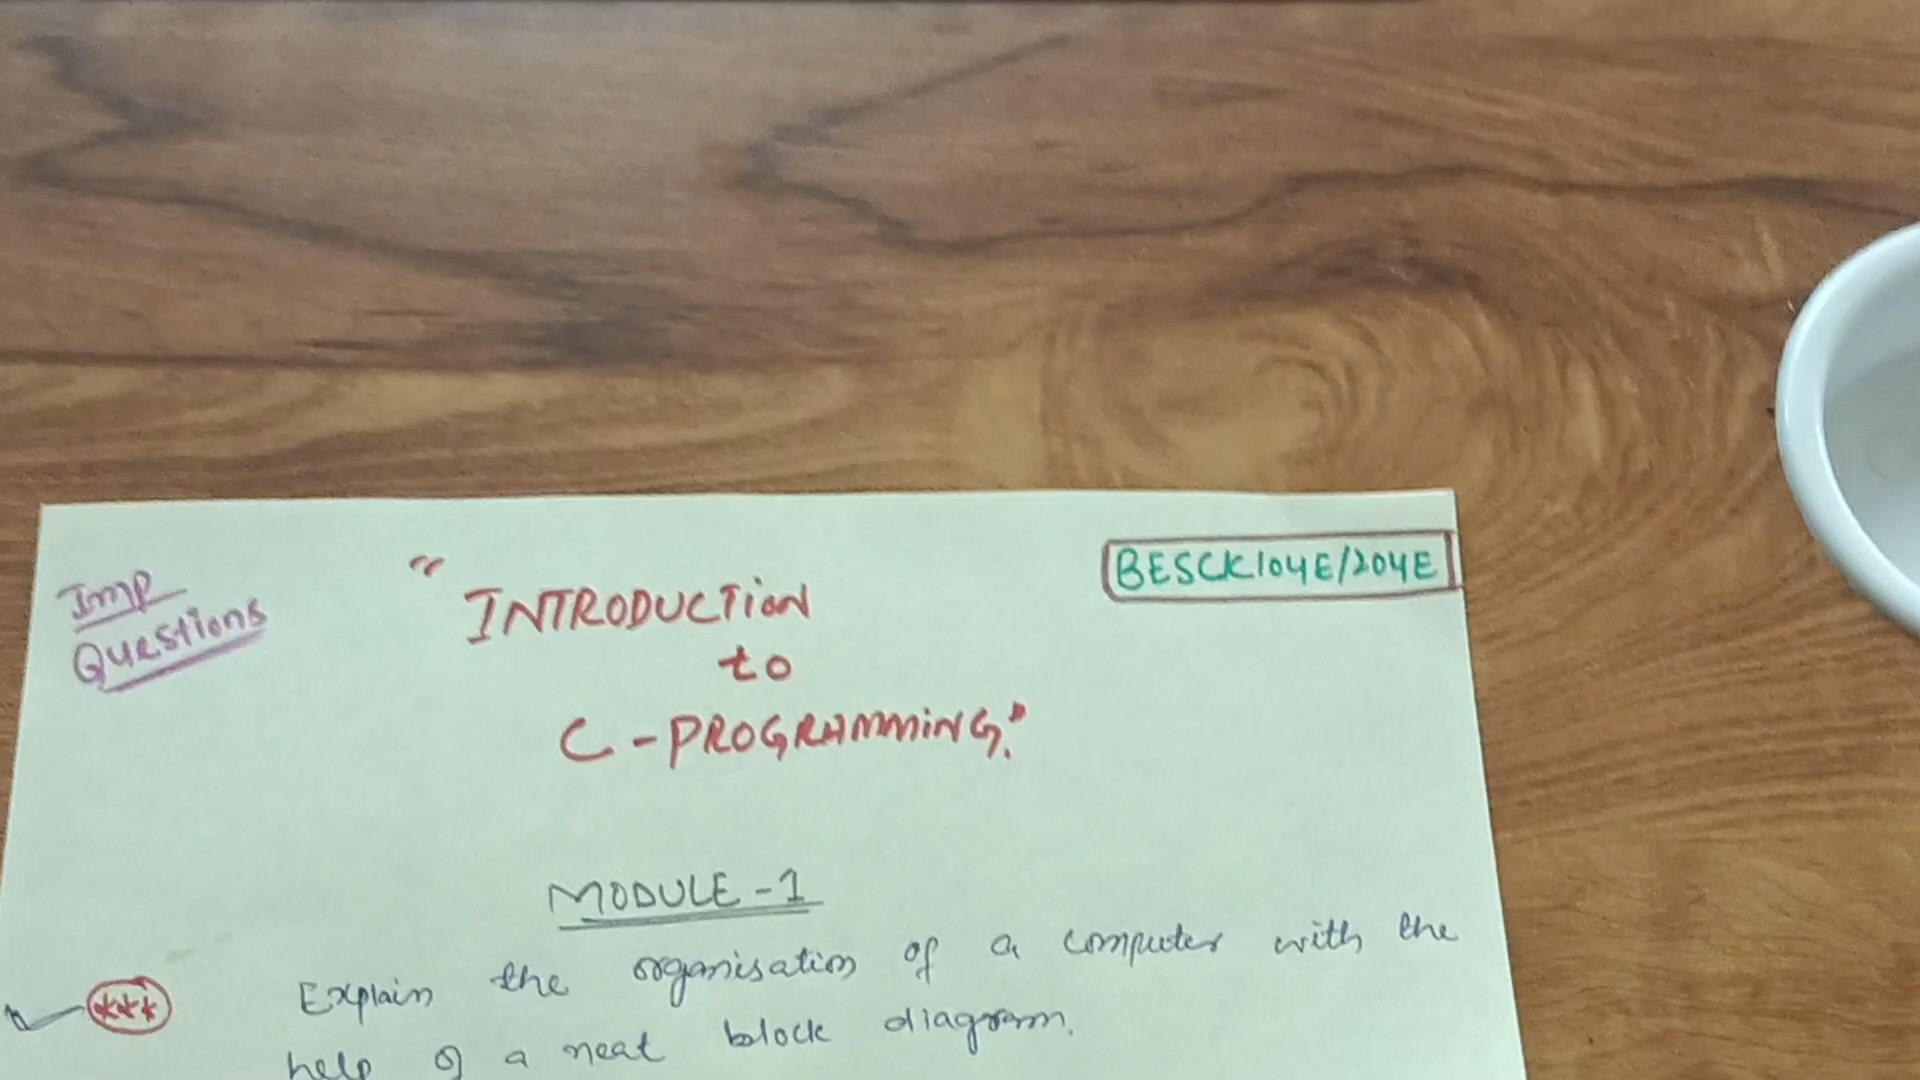 Imp
Questions
"INTRODUCTION
to
C-PROGRAMMING."
BESCK104E/204E
MODULE-1
*** Explain the organisation of a computer with the
help of a neat block diagram.